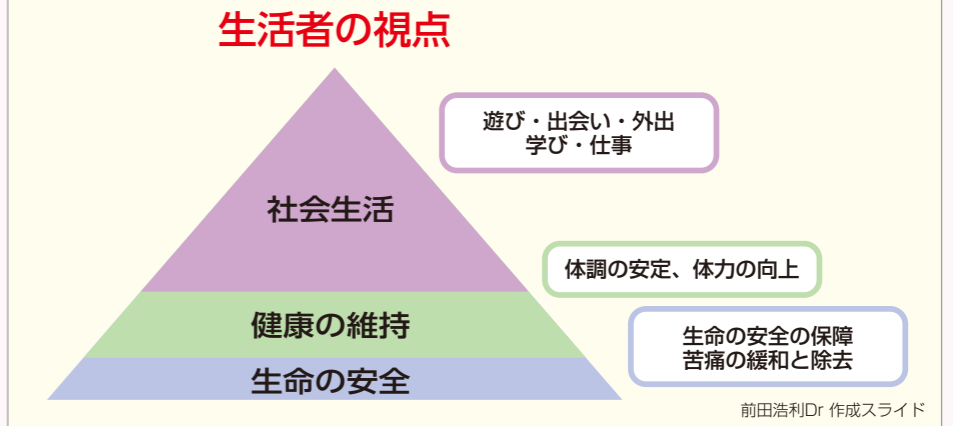 生活者の視点
遊び・出会い・外出
学び・仕事
社会生活
体調の安定、体力の向上
健康の維持
生命の安全の保障
苦痛の緩和と除去
生命の安全
前田浩利Dr 作成スライド